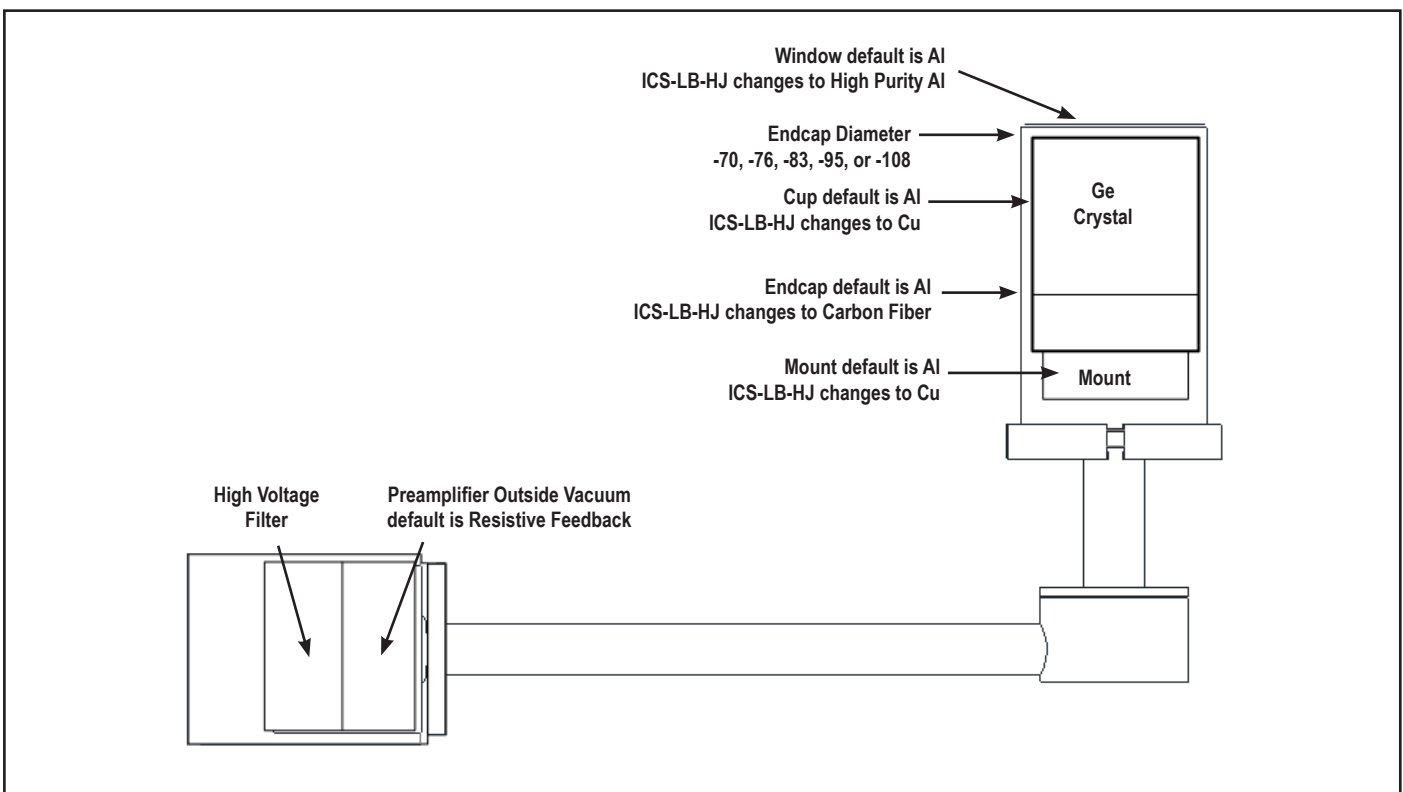 Window default is Al
ICS-LB-HJ changes to High Purity Al
Endcap Diameter
-70, -76, -83, -95, or -108
Cup default is Al
ICS-LB-HJ changes to Cu
Ge
Crystal
Endcap default is Al
ICS-LB-HJ changes to Carbon Fiber
Mount default is Al
ICS-LB-HJ changes to Cu
Mount
High Voltage
Filter
Preamplifier Outside Vacuum
default is Resistive Feedback